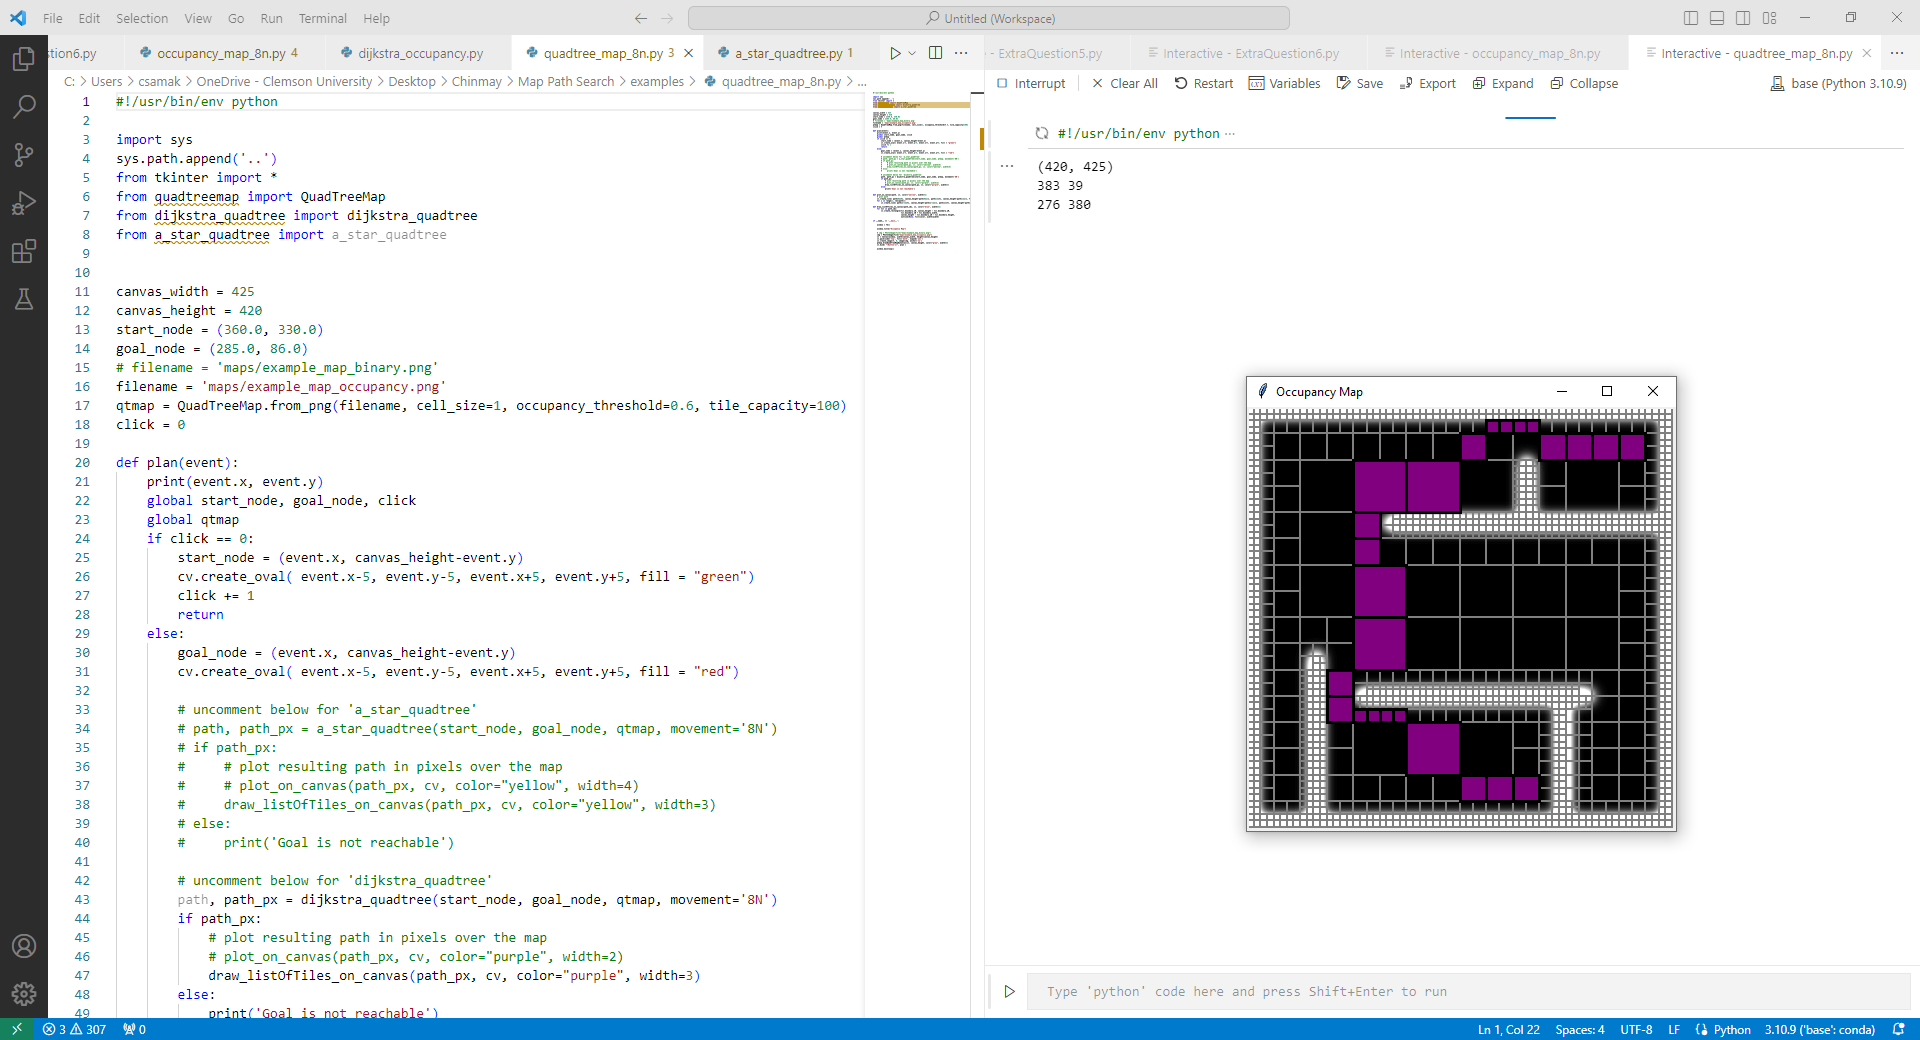 File Edit Selection View Go Run Terminal Help
Untitled (Workspace)
stion6.py occupancy_map_8n.py 4 dijkstra_occupancy.py quadtree_map_8n.py 3 a_star_quadtree.py 1
- ExtraQuestion5.py Interactive - ExtraQuestion6.py Interactive - occupancy_map_8n.py Interactive - quadtree_map_8n.py
C: > Users > csamak > OneDrive - Clemson University > Desktop > Chinmay > Map Path Search > examples > quadtree_map_8n.py > ...
Interrupt Clear All Restart Variables Save Export Expand Collapse base (Python 3.10.9)
1 #!/usr/bin/env python
2
3 import sys
4 sys.path.append('..')
5 from tkinter import *
6 from quadtreemap import QuadTreeMap
7 from dijkstra_quadtree import dijkstra_quadtree
8 from a_star_quadtree import a_star_quadtree
9
10
11 canvas_width = 425
12 canvas_height = 420
13 start_node = (360.0, 330.0)
14 goal_node = (285.0, 86.0)
15 # filename = 'maps/example_map_binary.png'
16 filename = 'maps/example_map_occupancy.png'
17 qtmap = QuadTreeMap.from_png(filename, cell_size=1, occupancy_threshold=0.6, tile_capacity=100)
18 click = 0
19
20 def plan(event):
21 print(event.x, event.y)
22 global start_node, goal_node, click
23 global qtmap
24 if click == 0:
25 start_node = (event.x, canvas_height-event.y)
26 cv.create_oval( event.x-5, event.y-5, event.x+5, event.y+5, fill = "green")
27 click += 1
28 return
29 else:
30 goal_node = (event.x, canvas_height-event.y)
31 cv.create_oval( event.x-5, event.y-5, event.x+5, event.y+5, fill = "red")
32
33 # uncomment below for 'a_star_quadtree'
34 # path, path_px = a_star_quadtree(start_node, goal_node, qtmap, movement='8N')
35 # if path_px:
36 # # plot resulting path in pixels over the map
37 # # plot_on_canvas(path_px, cv, color="yellow", width=4)
38 # draw_listOfTiles_on_canvas(path_px, cv, color="yellow", width=3)
39 # else:
40 # print('Goal is not reachable')
41
42 # uncomment below for 'dijkstra_quadtree'
43 path, path_px = dijkstra_quadtree(start_node, goal_node, qtmap, movement='8N')
44 if path_px:
45 # plot resulting path in pixels over the map
46 # plot_on_canvas(path_px, cv, color="purple", width=2)
47 draw_listOfTiles_on_canvas(path_px, cv, color="purple", width=3)
48 else:
49 print('Goal is not reachable')
#!/usr/bin/env python ...
(420, 425)
383 39
276 380
Occupancy Map
Type 'python' code here and press Shift+Enter to run
3 307 0
Ln 1, Col 22 Spaces: 4 UTF-8 LF Python 3.10.9 ('base': conda)